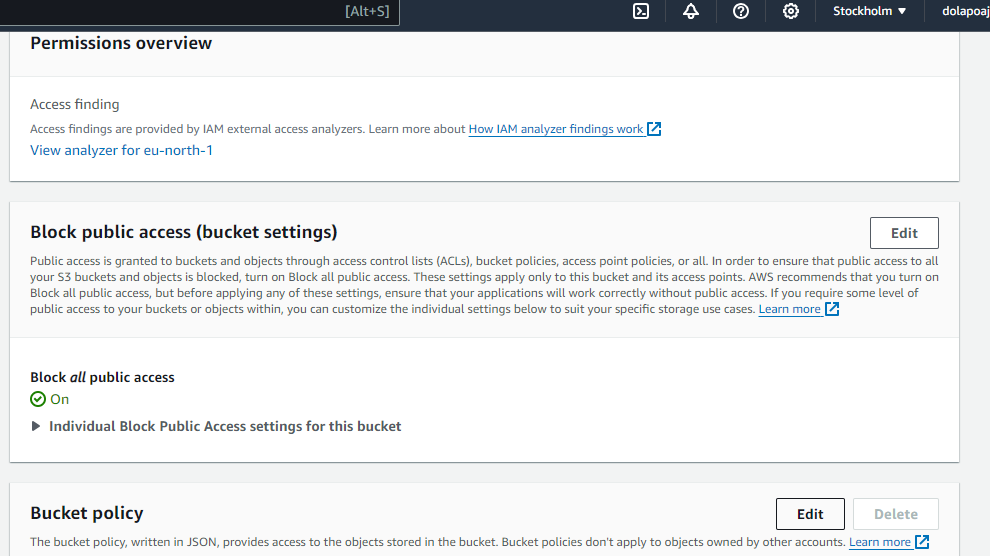 [Alt+S]
Stockholm
dolapoaj
Permissions overview
Access finding
Access findings are provided by IAM external access analyzers. Learn more about How IAM analyzer findings work
View analyzer for eu-north-1
Block public access (bucket settings)
Edit
Public access is granted to buckets and objects through access control lists (ACLs), bucket policies, access point policies, or all. In order to ensure that public access to all
your S3 buckets and objects is blocked, turn on Block all public access. These settings apply only to this bucket and its access points. AWS recommends that you turn on
Block all public access, but before applying any of these settings, ensure that your applications will work correctly without public access. If you require some level of
public access to your buckets or objects within, you can customize the individual settings below to suit your specific storage use cases. Learn more
Block all public access
On
Individual Block Public Access settings for this bucket
Bucket policy
Edit
Delete
The bucket policy, written in JSON, provides access to the objects stored in the bucket. Bucket policies don't apply to objects owned by other accounts. Learn more